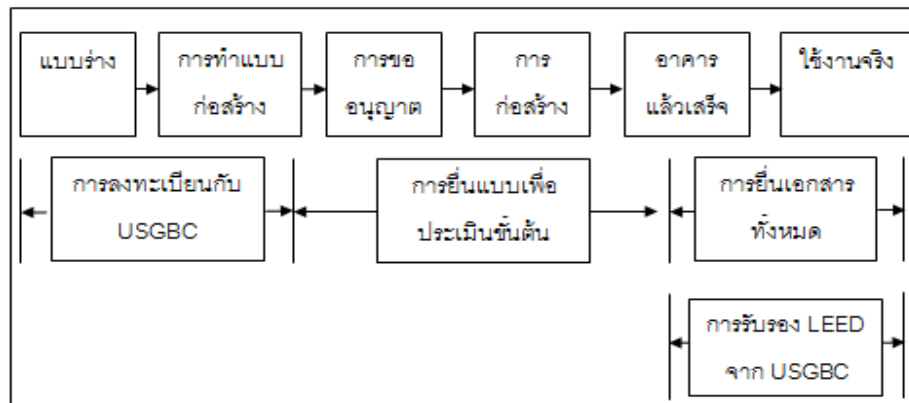 แบบร่าง
การทำแบบ
ก่อสร้าง
การขอ
อนุญาต
การ
ก่อสร้าง
อาคาร
แล้วเสร็จ
ใช้งานจริง
การลงทะเบียนกับ
USGBC
การยื่นแบบเพื่อ
ประเมินขั้นต้น
การยื่นเอกสาร
ทั้งหมด
การรับรอง LEED
จาก USGBC